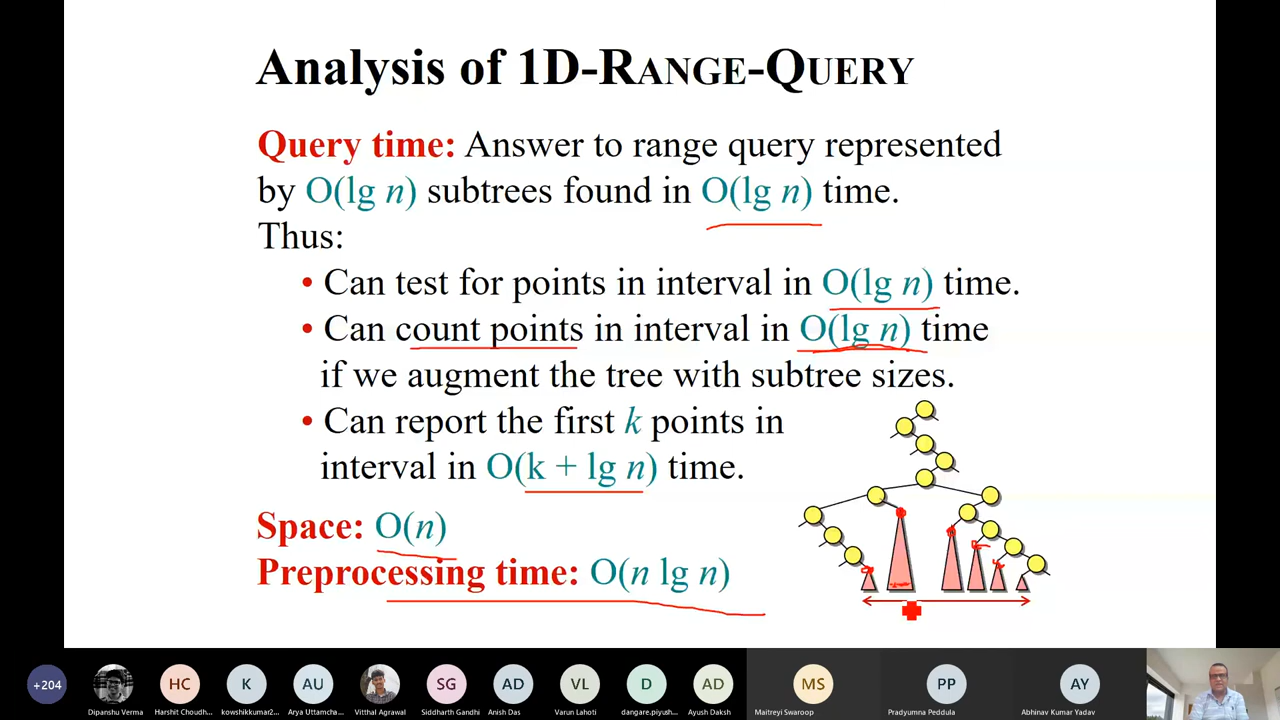 Analysis of 1D-RANGE-QUERY
Query time: Answer to range query represented
by O(lg n) subtrees found in O(lg n) time.
Thus:
• Can test for points in interval in O(lg n) time.
• Can count points in interval in O(lg n) time
if we augment the tree with subtree sizes.
• Can report the first k points in
interval in O(k + lg n) time.
Space: O(n)
Preprocessing time: O(n lg n)
+204
HC
K
AU
SG
AD
VL
D
AD
MS
PP
AY
Dipanshu Verma
Harshit Choudh...
kowshikkumar2...
Arya Uttamcha...
Vitthal Agrawal
Siddharth Gandhi
Anish Das
Varun Lahoti
dangare.piyush...
Ayush Daksh
Maitreyi Swaroop
Pradyumna Peddula
Abhinav Kumar Yadav